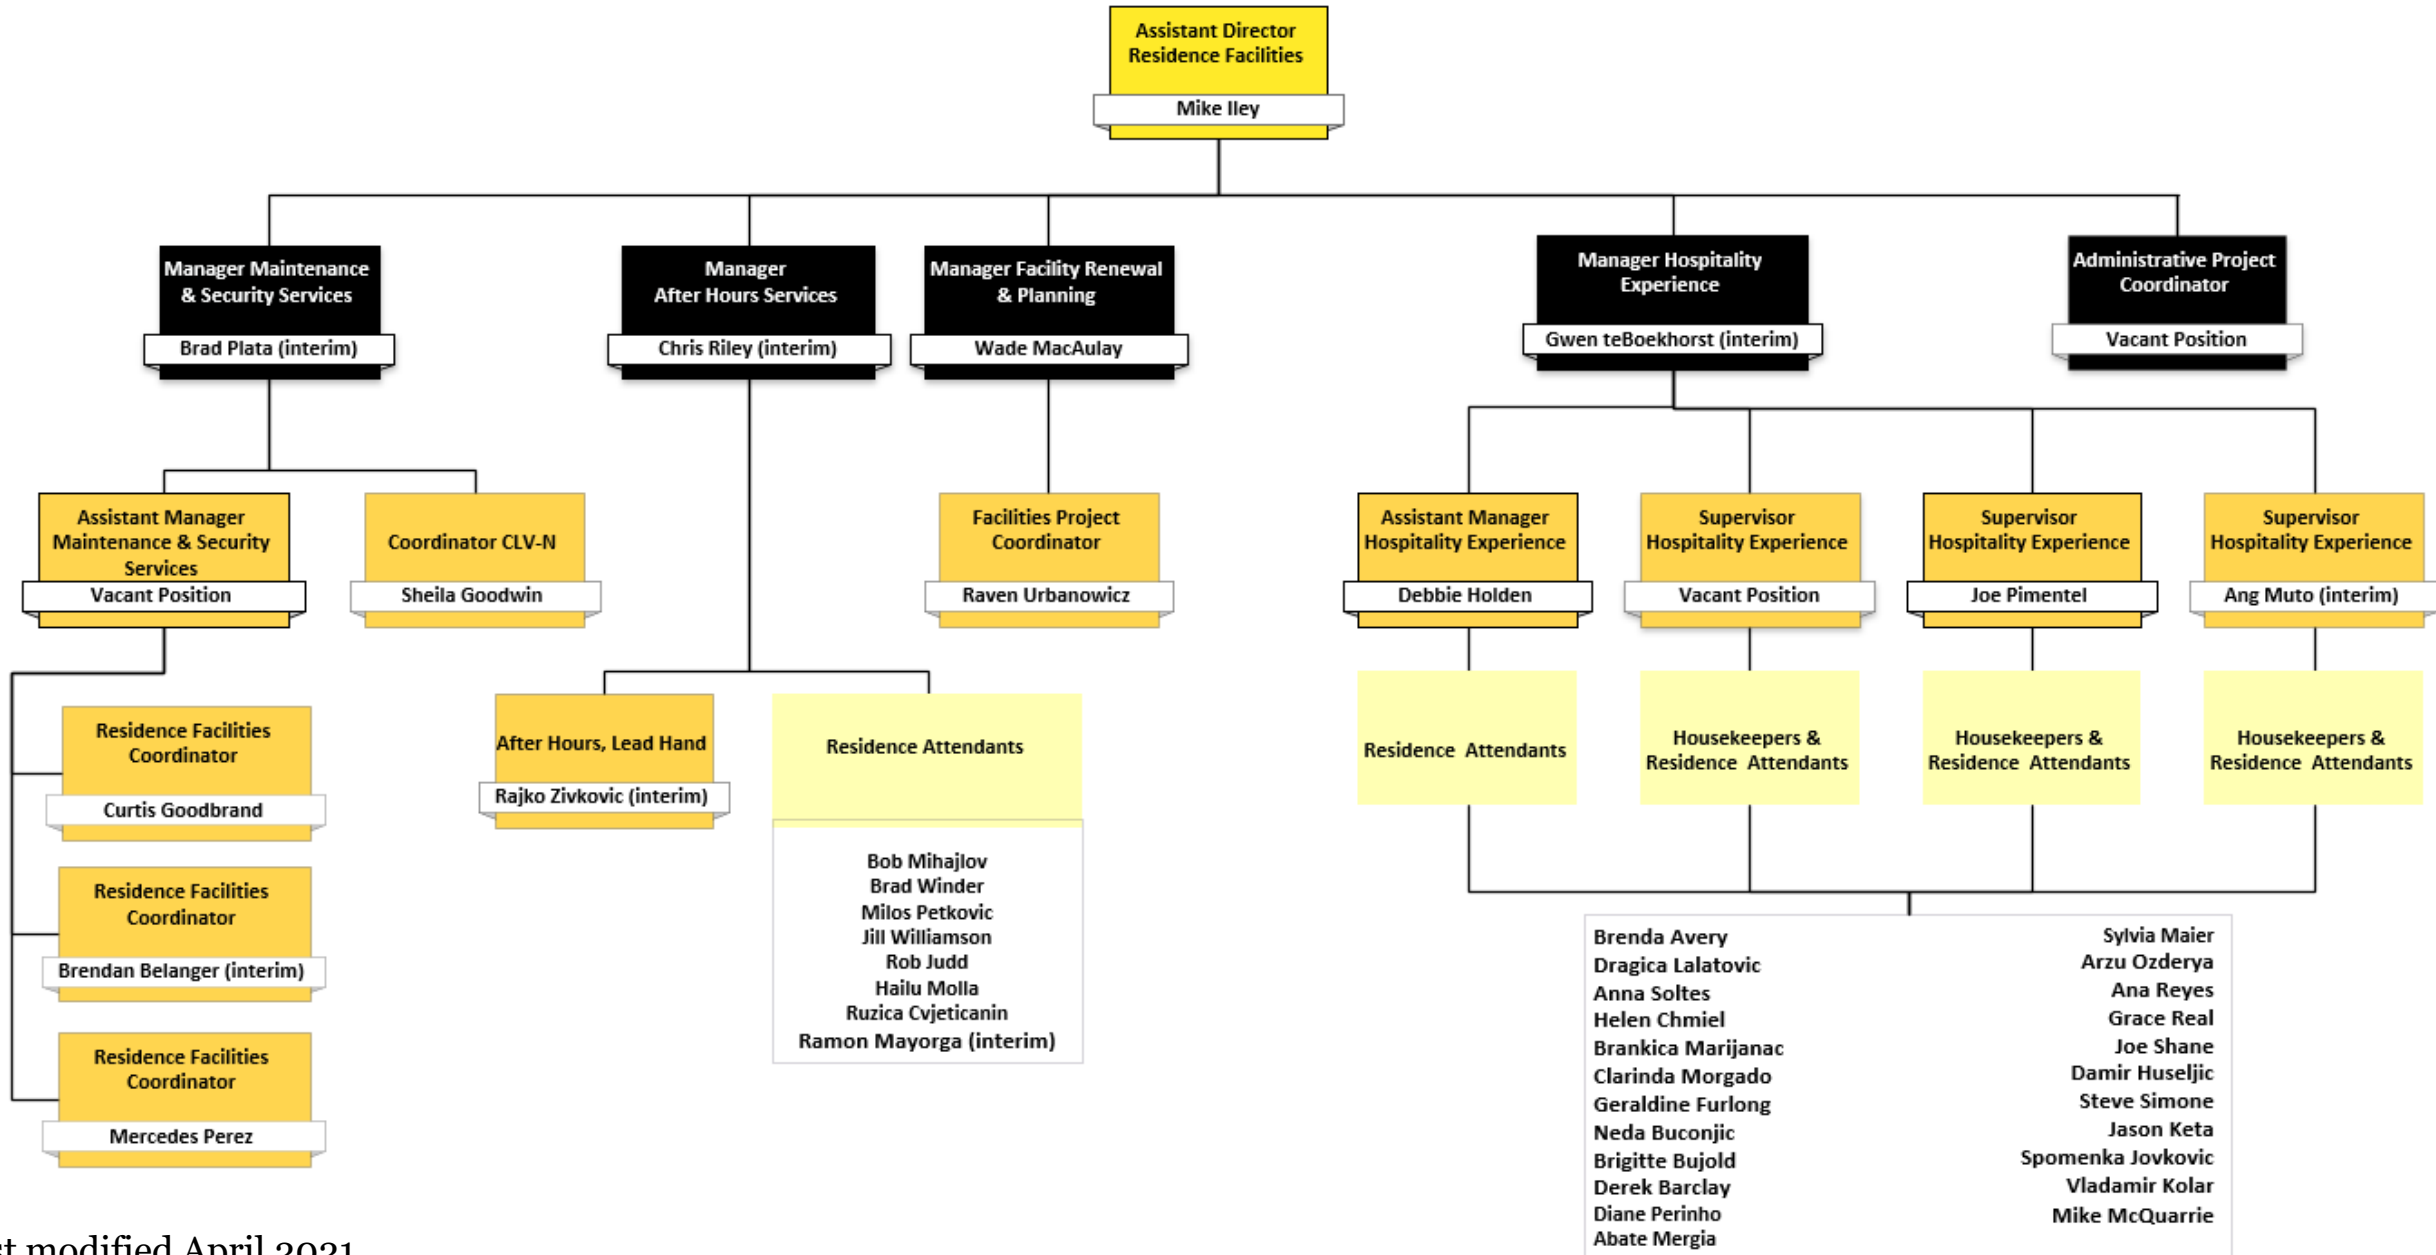 Assistant Director
Residence Facilities
Mike Iley
Manager Maintenance
& Security Services
Brad Plata (interim)
Manager
After Hours Services
Chris Riley (interim)
Manager Facility Renewal
& Planning
Wade MacAulay
Manager Hospitality
Experience
Gwen teBoekhorst (interim)
Administrative Project
Coordinator
Vacant Position
Assistant Manager
Maintenance & Security
Services
Vacant Position
Coordinator CLV-N
Sheila Goodwin
Facilities Project
Coordinator
Raven Urbanowicz
Assistant Manager
Hospitality Experience
Debbie Holden
Supervisor
Hospitality Experience
Vacant Position
Supervisor
Hospitality Experience
Joe Pimentel
Supervisor
Hospitality Experience
Ang Muto (interim)
Residence Facilities
Coordinator
Curtis Goodbrand
Residence Facilities
Coordinator
Brendan Belanger (interim)
Residence Facilities
Coordinator
Mercedes Perez
After Hours, Lead Hand
Rajko Zivkovic (interim)
Residence Attendants
Bob Mihajlov
Brad Winder
Milos Petkovic
Jill Williamson
Rob Judd
Hailu Molla
Ruzica Cvjeticanin
Ramon Mayorga (interim)
Residence Attendants
Housekeepers &
Residence Attendants
Housekeepers &
Residence Attendants
Housekeepers &
Residence Attendants
Brenda Avery
Dragica Lalatovic
Anna Soltes
Helen Chmiel
Brankica Marijanac
Clarinda Morgado
Geraldine Furlong
Neda Buconjic
Brigitte Bujold
Derek Barclay
Diane Perinho
Abate Mergia
Sylvia Maier
Arzu Ozderya
Ana Reyes
Grace Real
Joe Shane
Damir Huseljic
Steve Simone
Jason Keta
Spomenka Jovkovic
Vladamir Kolar
Mike McQuarrie
modified April 2021